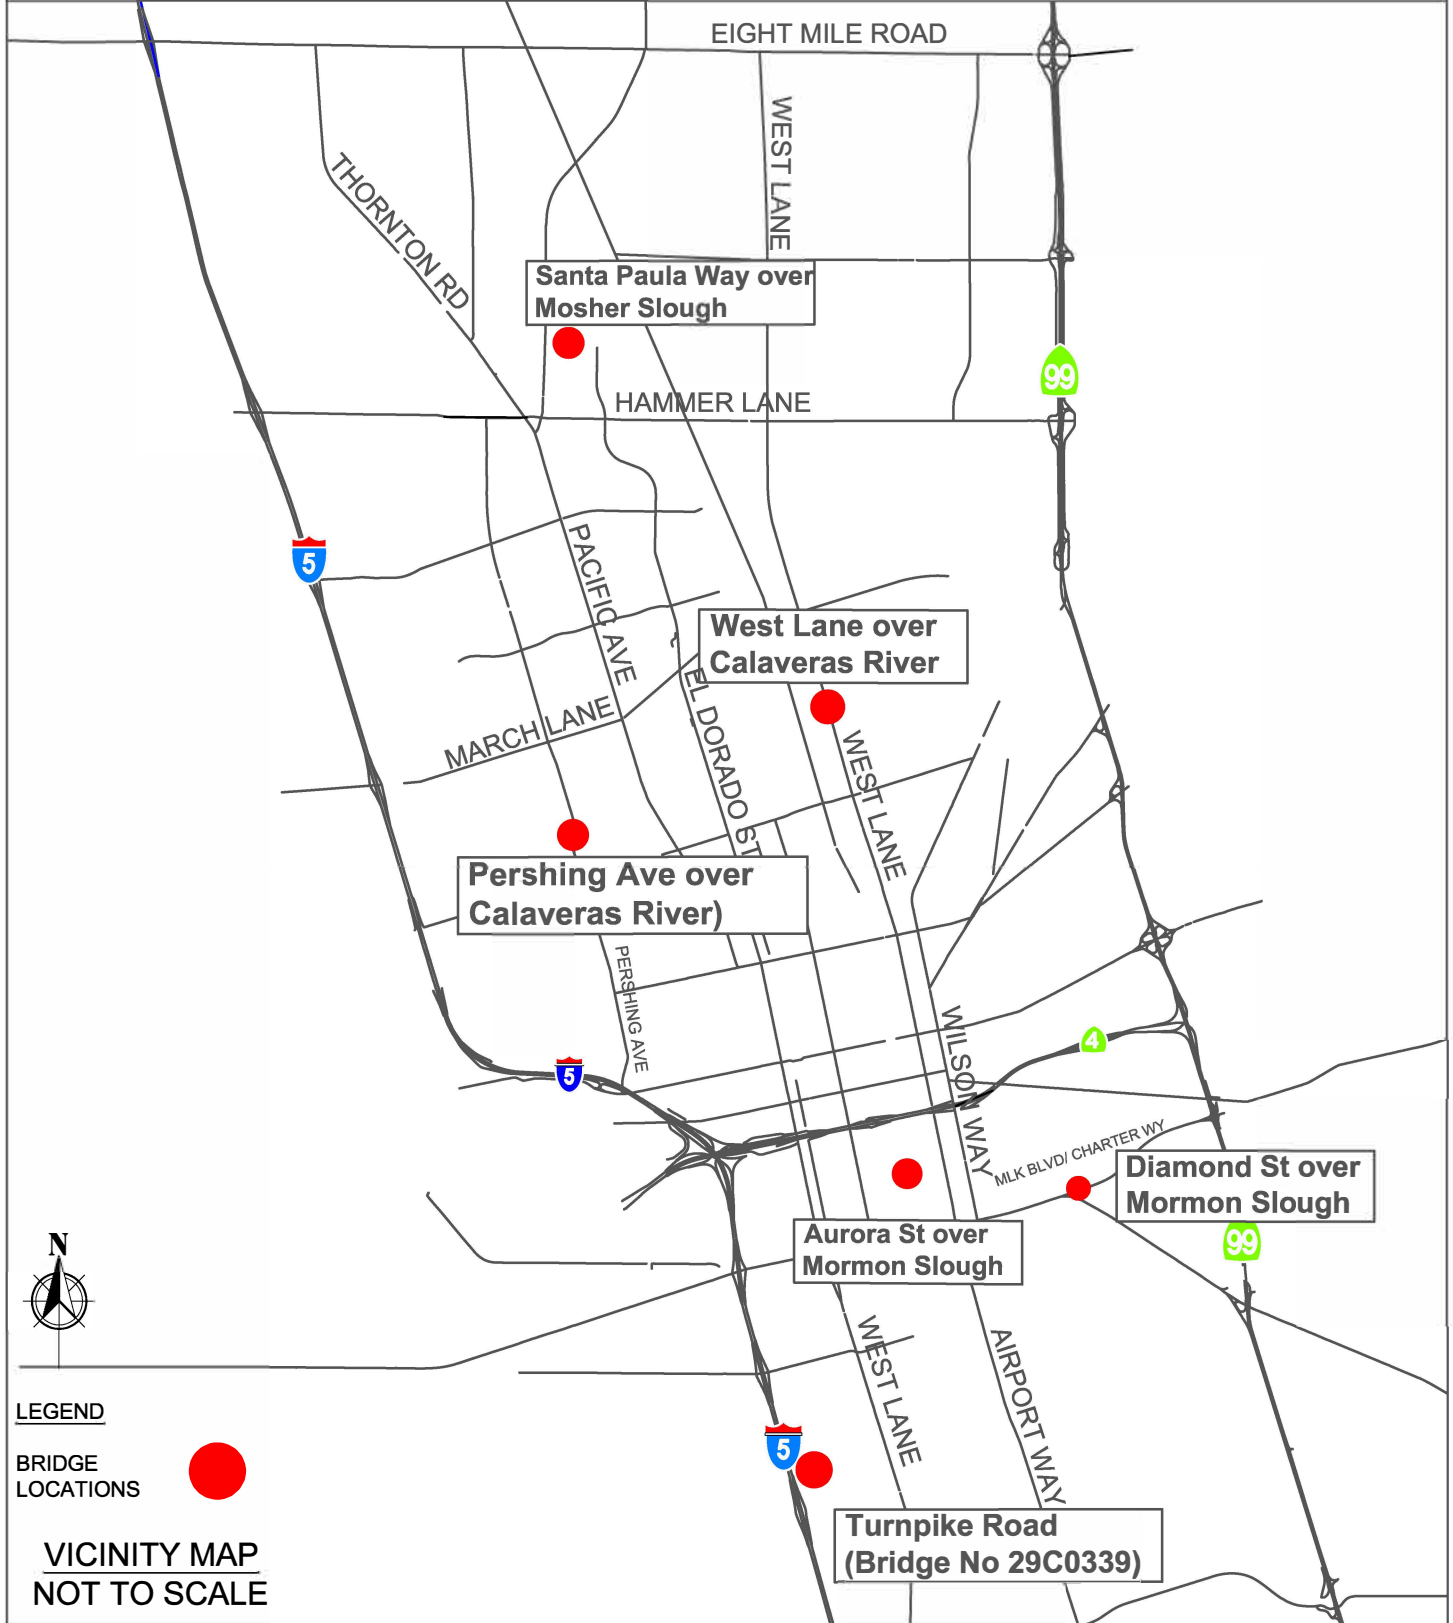 EIGHT MILE ROAD
WEST LANE
THORNTON RD
Santa Paula Way over
Mosher Slough
99
HAMMER LANE
5
PACIFIC AVE
West Lane over
Calaveras River
EL DORADO ST
MARCH LANE
WEST LANE
Pershing Ave over
Calaveras River)
PERSHING AVE
WILSON WAY
4
5
MLK BLVD/ CHARTER WY
Diamond St over
Mormon Slough
Aurora St over
Mormon Slough
99
N
WEST LANE
AIRPORT WAY
LEGEND
5
BRIDGE
LOCATIONS
Turnpike Road
(Bridge No 29C0339)
VICINITY MAP
NOT TO SCALE